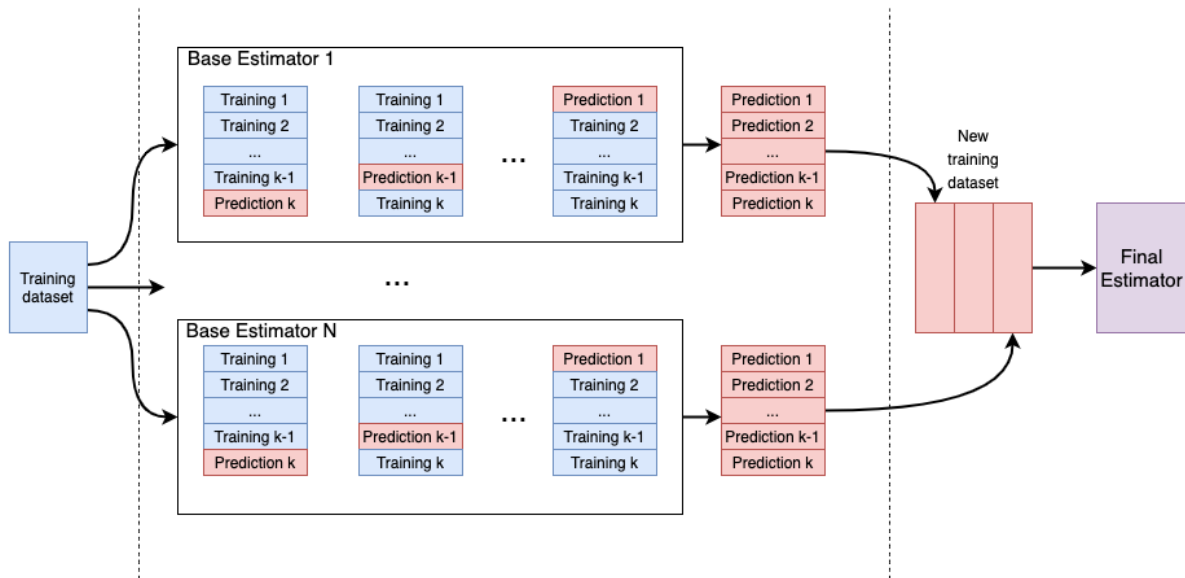 Base Estimator 1
Training 1
Training 2
...
Training k-1
Prediction k
Training 1
Training 2
...
Prediction k-1
Training k
...
Prediction 1
Training 2
...
Training k-1
Training k
Prediction 1
Prediction 2
...
Prediction k-1
Prediction k
Training
dataset
...
Base Estimator N
Training 1
Training 2
...
Training k-1
Prediction k
Training 1
Training 2
...
Prediction k-1
Training k
...
Prediction 1
Training 2
...
Training k-1
Training k
Prediction 1
Prediction 2
...
Prediction k-1
Prediction k
New
training
dataset
Final
Estimator